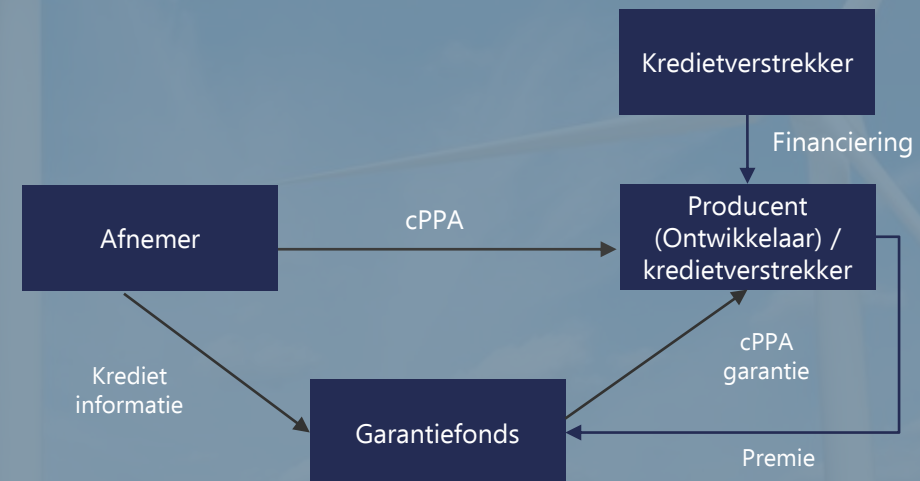 Kredietverstrekker
Financiering
Afnemer
cPPA
Producent
(Ontwikkelaar) /
kredietverstrekker
Krediet
informatie
cPPA
garantie
Garantiefonds
Premie